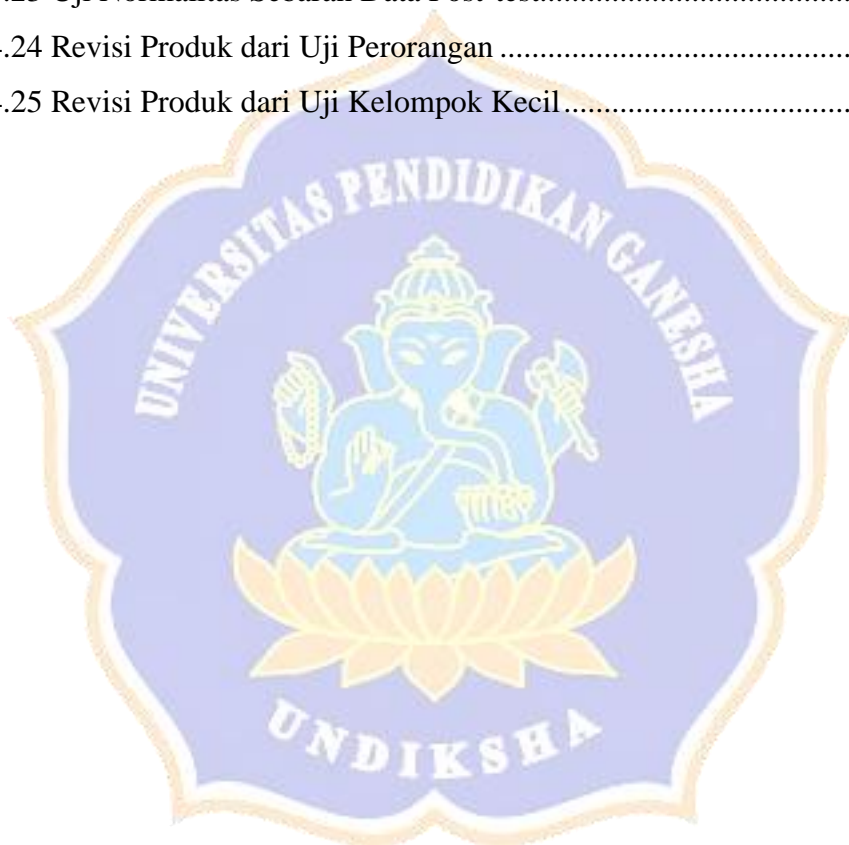 .23 Uji Normalitas Sebaran Data Post-test....................................
.24 Revisi Produk dari Uji Perorangan ............................................
.25 Revisi Produk dari Uji Kelompok Kecil....................................
UNIVERSITAS PENDIDIKAN GANESHA
UNDIKSHA